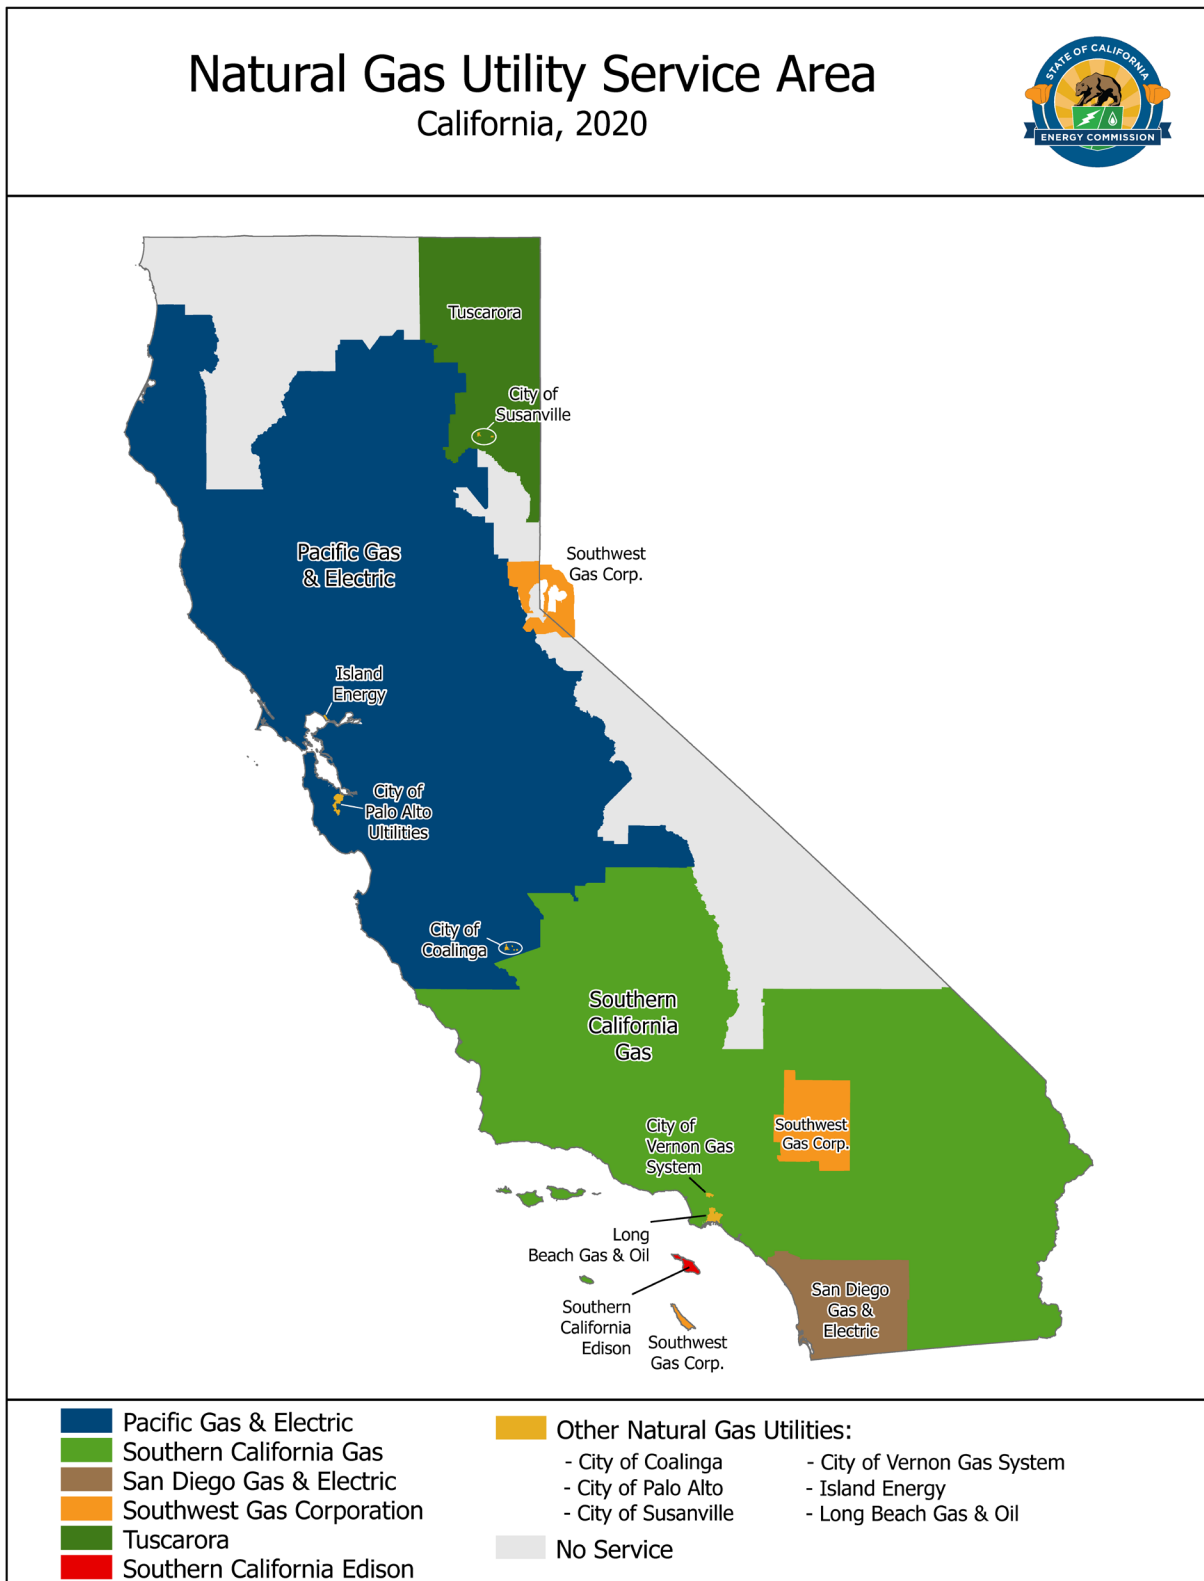 Natural Gas Utility Service Area
California, 2020
STATE OF CALIFORNIA
ENERGY COMMISSION
Tuscarora
City of
Susanville
Southwest
Gas Corp.
Pacific Gas
& Electric
Island
Energy
City of
Palo Alto
Ultilities
City of
Coalinga
Southern
California
Gas
Southwest
Gas Corp.
City of
Vernon Gas
System
Long
Beach Gas & Oil
Southern
California
Edison
Southwest
Gas Corp.
San Diego
Gas &
Electric
Pacific Gas & Electric
Southern California Gas
San Diego Gas & Electric
Southwest Gas Corporation
Tuscarora
Southern California Edison
Other Natural Gas Utilities:
- City of Coalinga
- City of Palo Alto
- City of Susanville
- City of Vernon Gas System
- Island Energy
- Long Beach Gas & Oil
No Service